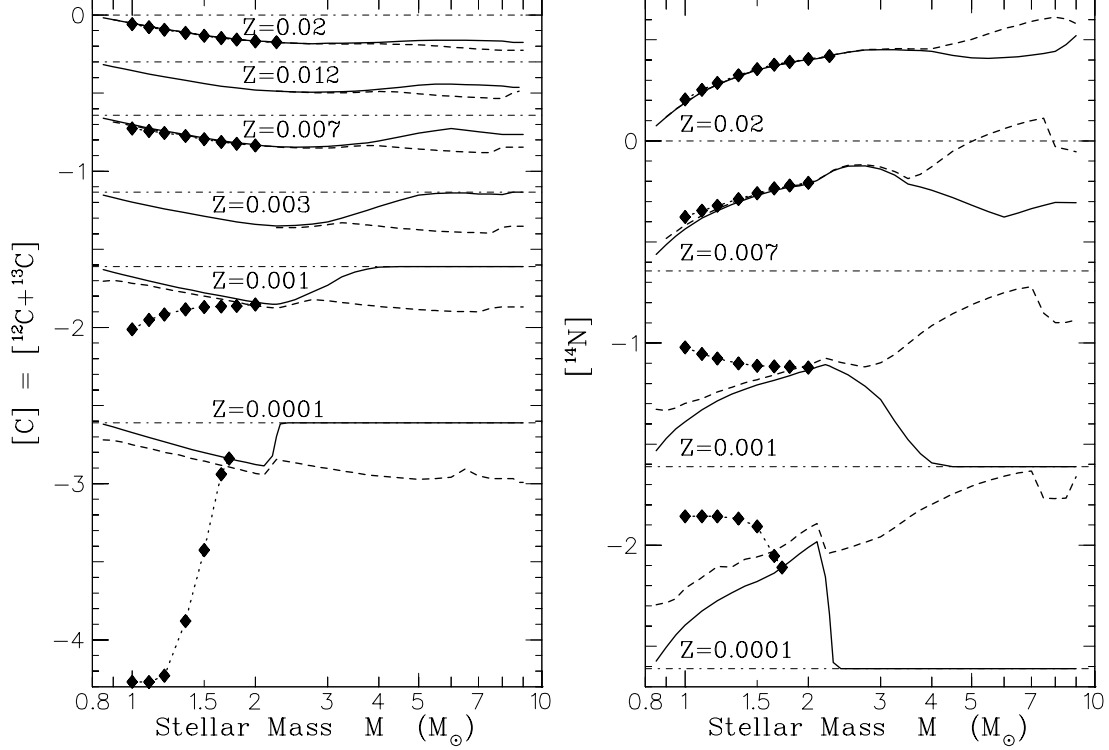 0
Z=0.02
Z=0.012
Z=0.007
−1
Z=0.003
Z=0.001
−2
Z=0.0001
−3
−4
[C] = [¹²C+¹³C]
0.8 1 1.5 2 3 4 5 7 10
Stellar Mass M (M⊙)
Z=0.02
0
Z=0.007
−1
Z=0.001
−2
Z=0.0001
[¹⁴N]
0.8 1 1.5 2 3 4 5 7 10
Stellar Mass M (M⊙)